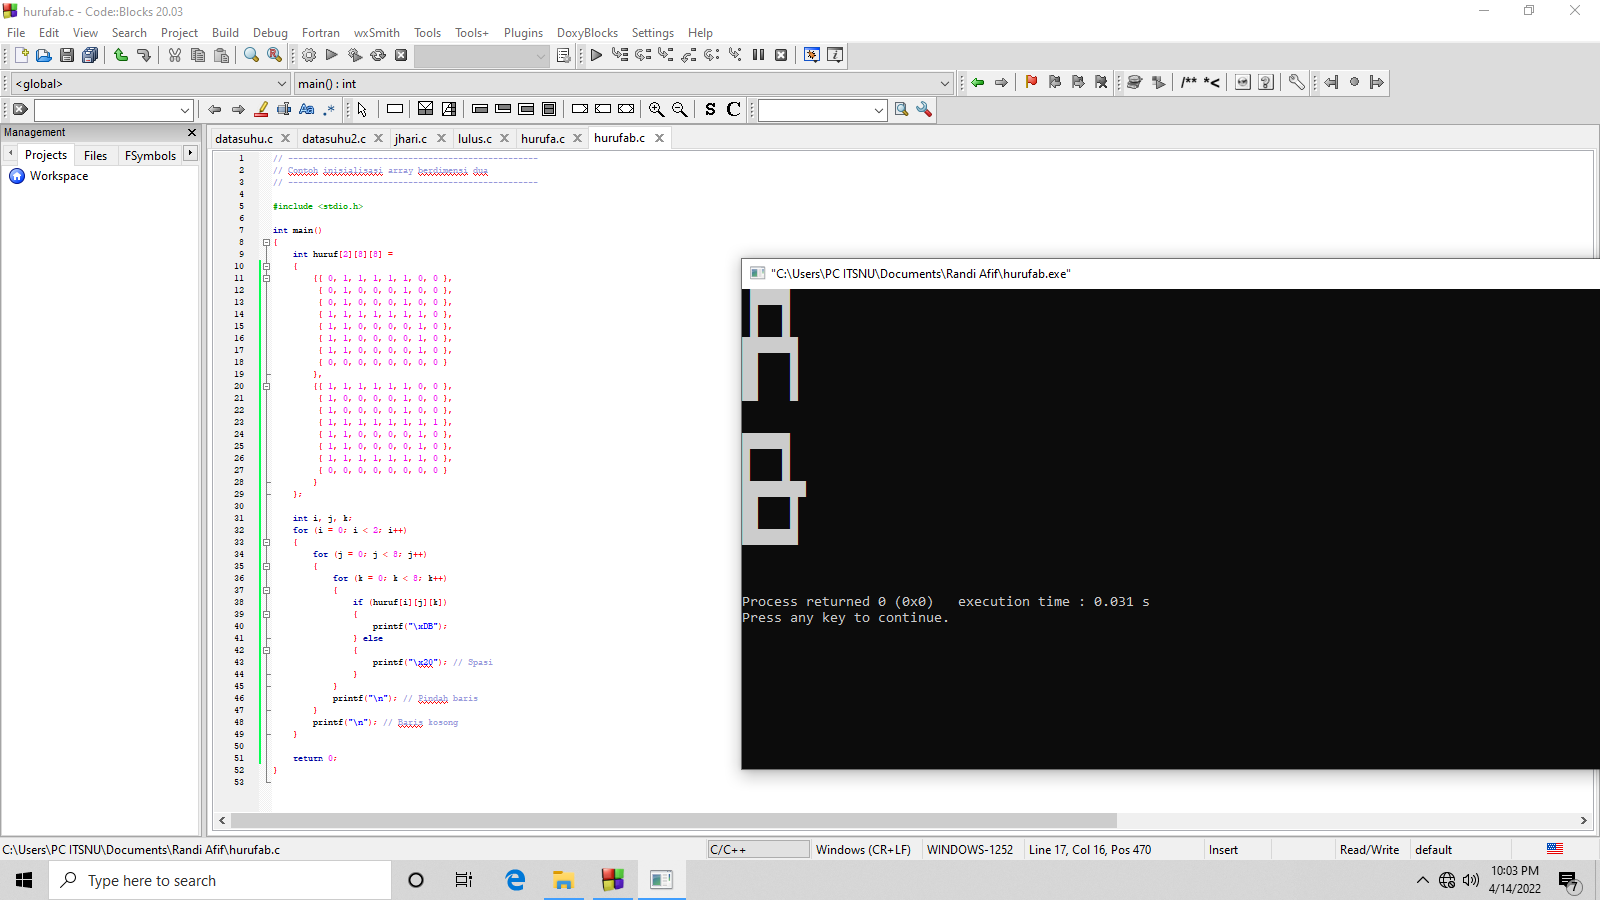 hurufab.c - Code::Blocks 20.03
File Edit View Search Project Build Debug Fortran wxSmith Tools Tools+ Plugins DoxyBlocks Settings Help
<global>
main() : int
/** *<
Aa .*
S C
Management
Projects Files FSymbols
Workspace
datasuhu.c datasuhu2.c jhari.c lulus.c hurufa.c hurufab.c
1 // --------------------------------------------------
2 // Contoh inisialisasi array berdimensi dua
3 // --------------------------------------------------
4
5 #include <stdio.h>
6
7 int main()
8 {
9 int huruf[2][8][8] =
10 {
11 {{ 0, 1, 1, 1, 1, 1, 0, 0 },
12 { 0, 1, 0, 0, 0, 1, 0, 0 },
13 { 0, 1, 0, 0, 0, 1, 0, 0 },
14 { 1, 1, 1, 1, 1, 1, 1, 0 },
15 { 1, 1, 0, 0, 0, 0, 1, 0 },
16 { 1, 1, 0, 0, 0, 0, 1, 0 },
17 { 1, 1, 0, 0, 0, 0, 1, 0 },
18 { 0, 0, 0, 0, 0, 0, 0, 0 }
19 },
20 {{ 1, 1, 1, 1, 1, 1, 0, 0 },
21 { 1, 0, 0, 0, 0, 1, 0, 0 },
22 { 1, 0, 0, 0, 0, 1, 0, 0 },
23 { 1, 1, 1, 1, 1, 1, 1, 1 },
24 { 1, 1, 0, 0, 0, 0, 1, 0 },
25 { 1, 1, 0, 0, 0, 0, 1, 0 },
26 { 1, 1, 1, 1, 1, 1, 1, 0 },
27 { 0, 0, 0, 0, 0, 0, 0, 0 }
28 }
29 };
30
31 int i, j, k;
32 for (i = 0; i < 2; i++)
33 {
34 for (j = 0; j < 8; j++)
35 {
36 for (k = 0; k < 8; k++)
37 {
38 if (huruf[i][j][k])
39 {
40 printf("\xDB");
41 } else
42 {
43 printf("\x20"); // Spasi
44 }
45 }
46 printf("\n"); // Pindah baris
47 }
48 printf("\n"); // Baris kosong
49 }
50
51 return 0;
52 }
53
"C:\Users\PC ITSNU\Documents\Randi Afif\hurufab.exe"
Process returned 0 (0x0) execution time : 0.031 s
Press any key to continue.
C:\Users\PC ITSNU\Documents\Randi Afif\hurufab.c
C/C++
Windows (CR+LF)
WINDOWS-1252
Line 17, Col 16, Pos 470
Insert
Read/Write
default
Type here to search
10:03 PM
4/14/2022
7